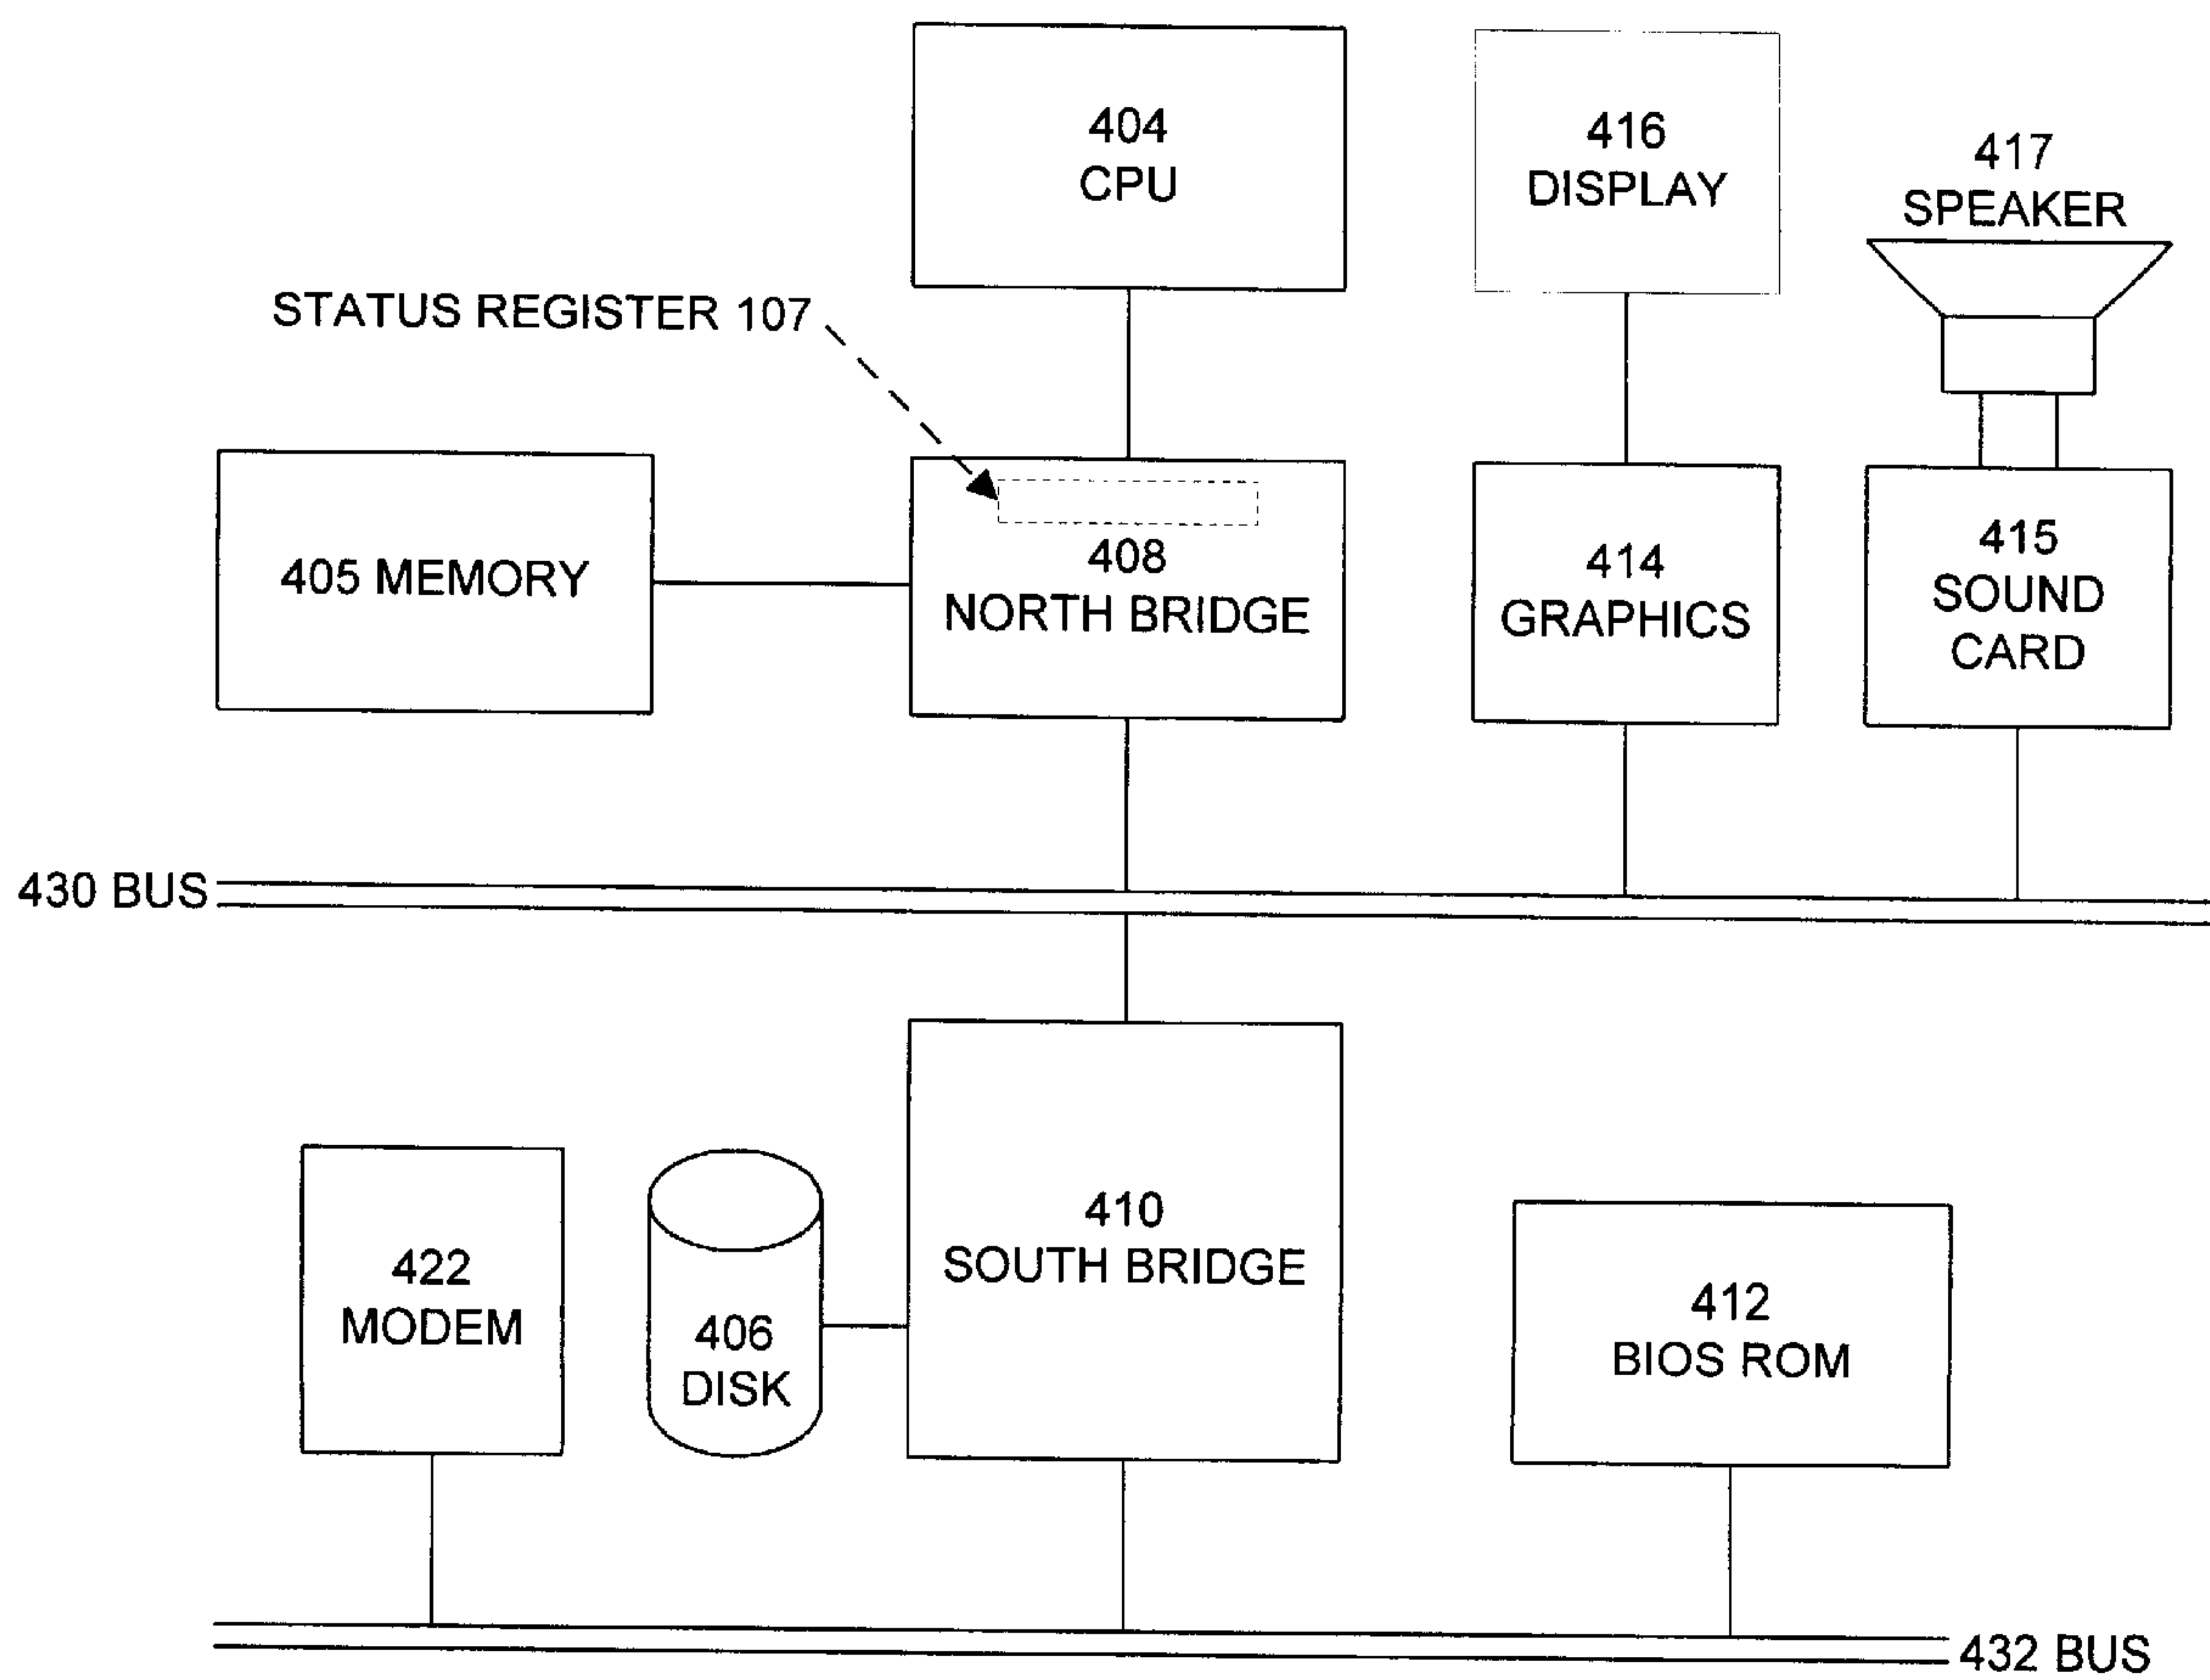 404
CPU
416
DISPLAY
417
SPEAKER
STATUS REGISTER 107
405 MEMORY
408
NORTH BRIDGE
414
GRAPHICS
415
SOUND
CARD
430 BUS
422
MODEM
406
DISK
410
SOUTH BRIDGE
412
BIOS ROM
432 BUS